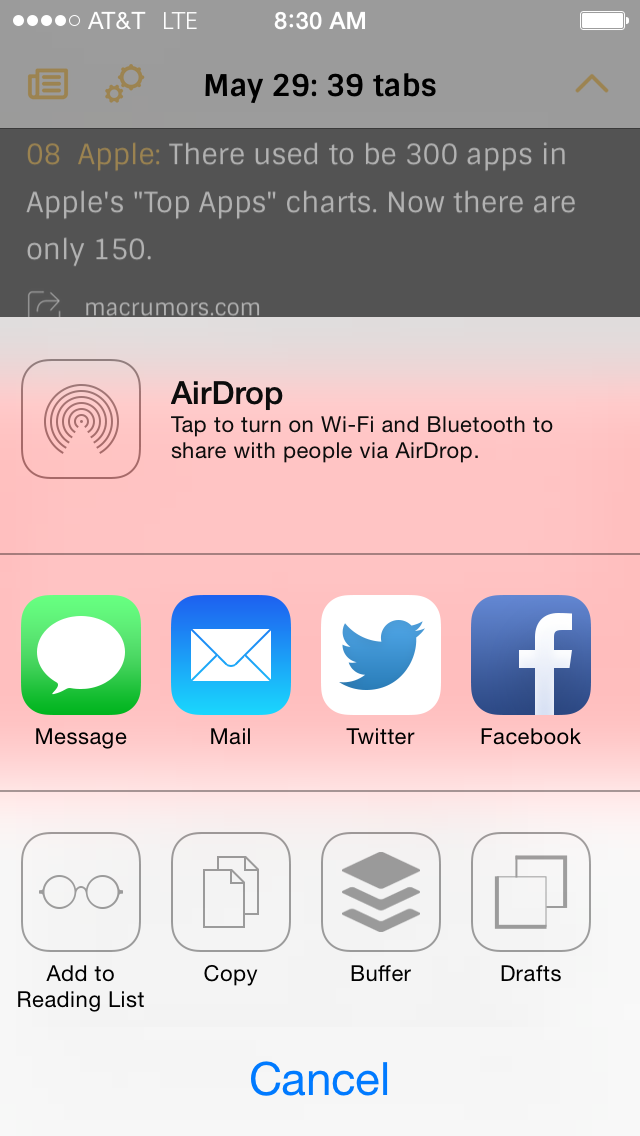 AT&T LTE 8:30 AM
May 29: 39 tabs
08 Apple: There used to be 300 apps in
Apple's "Top Apps" charts. Now there are
only 150.
macrumors.com
AirDrop
Tap to turn on Wi-Fi and Bluetooth to
share with people via AirDrop.
Message Mail Twitter Facebook
Add to
Reading List Copy Buffer Drafts
Cancel